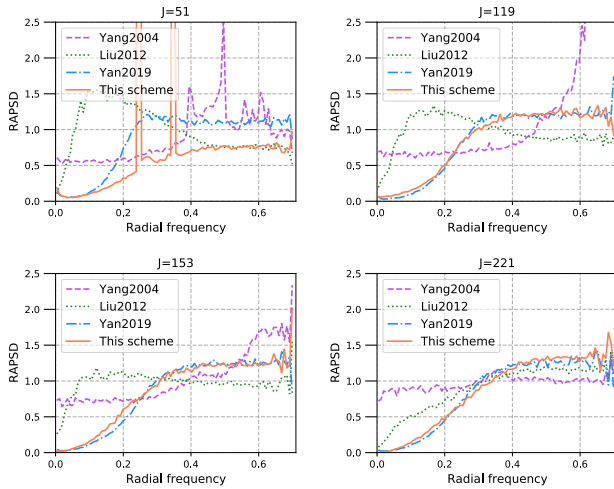 J=51
2.5
2.0
1.5
1.0
0.5
0.0
RAPSD
Yang2004
Liu2012
Yan2019
This scheme
0.0 0.2 0.4 0.6
Radial frequency
J=119
2.5
2.0
1.5
1.0
0.5
0.0
RAPSD
Yang2004
Liu2012
Yan2019
This scheme
0.0 0.2 0.4 0.6
Radial frequency
J=153
2.5
2.0
1.5
1.0
0.5
0.0
RAPSD
Yang2004
Liu2012
Yan2019
This scheme
0.0 0.2 0.4 0.6
Radial frequency
J=221
2.5
2.0
1.5
1.0
0.5
0.0
RAPSD
Yang2004
Liu2012
Yan2019
This scheme
0.0 0.2 0.4 0.6
Radial frequency